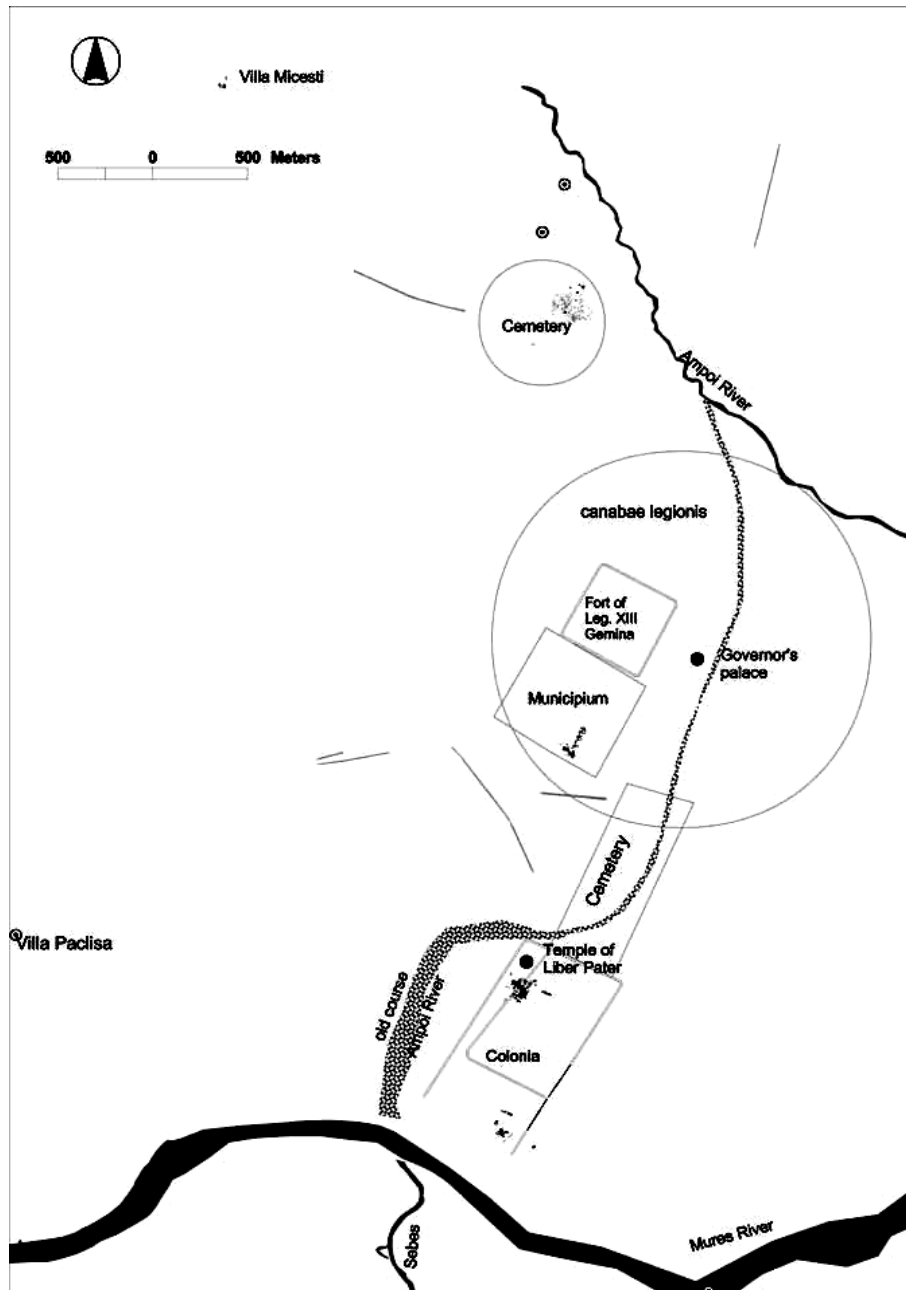 Villa Micesti
500 0 500 Meters
Cemetery
Ampoi River
canabae legionis
Fort of
Leg. XIII
Gemina
Governor's
palace
Municipium
Cemetery
Villa Paclisa
Temple of
Liber Pater
old course
Ampoi River
Colonia
Sebes
Mures River